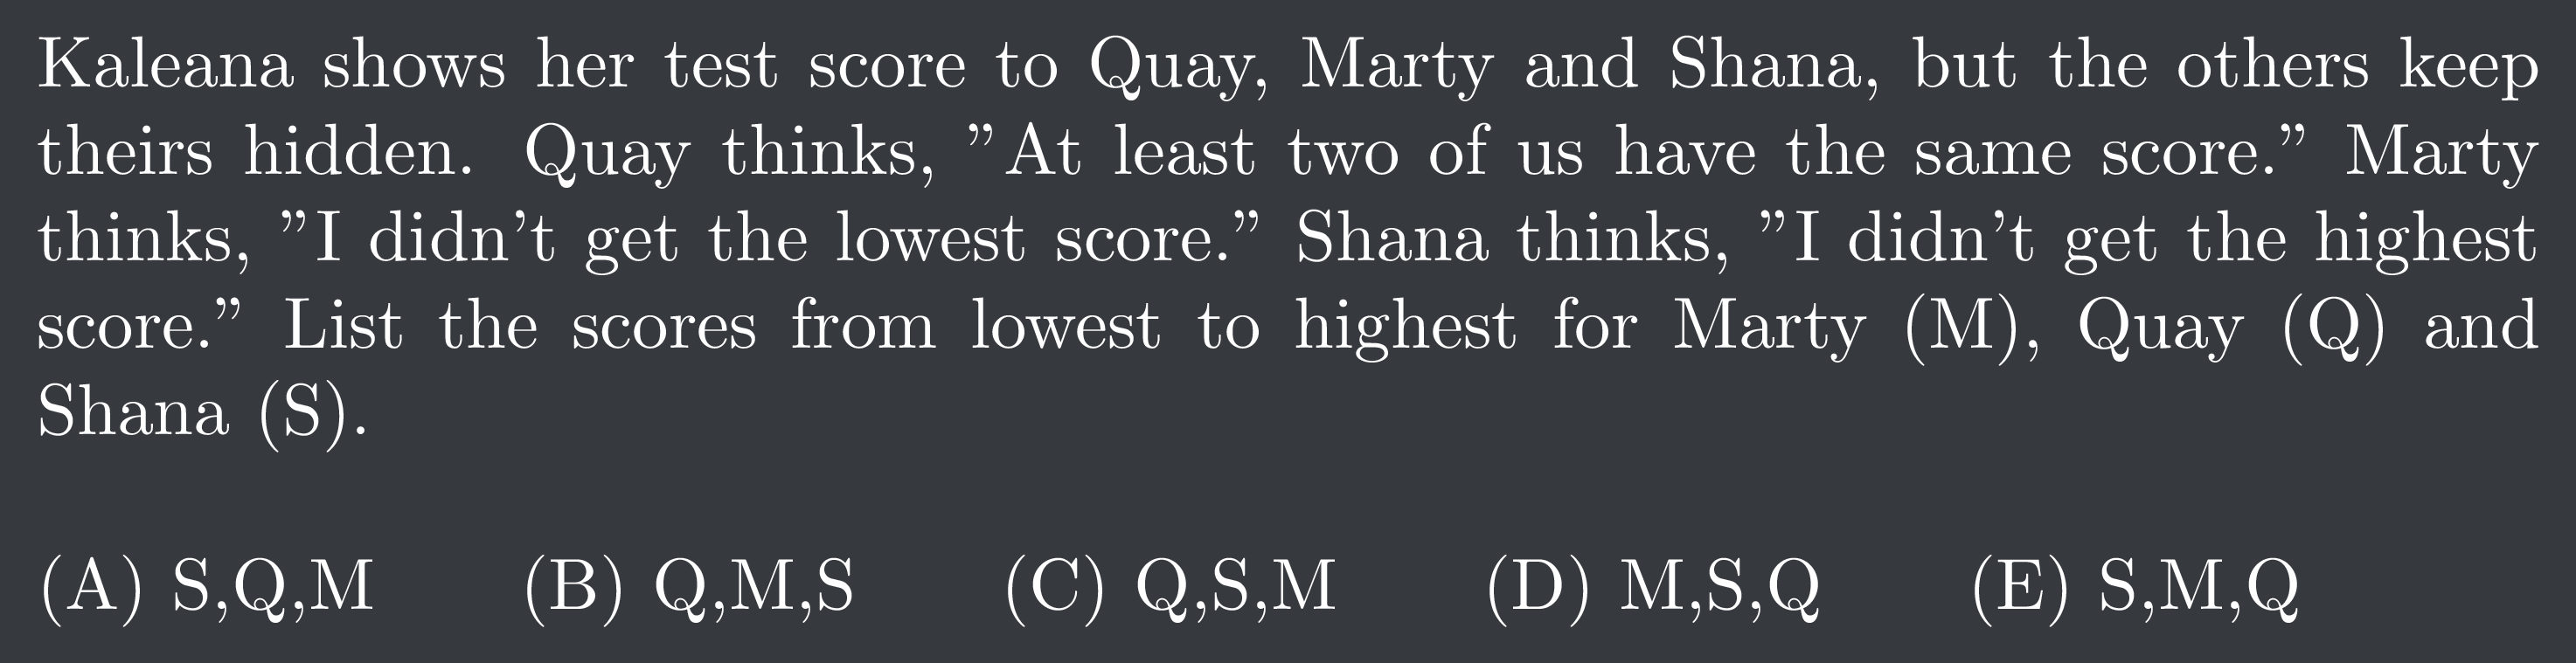 Kaleana shows her test score to Quay, Marty and Shana, but the others keep
theirs hidden. Quay thinks, ”At least two of us have the same score.” Marty
thinks, ”I didn’t get the lowest score.” Shana thinks, ”I didn’t get the highest
score.” List the scores from lowest to highest for Marty (M), Quay (Q) and
Shana (S).
(A) S,Q,M (B) Q,M,S (C) Q,S,M (D) M,S,Q (E) S,M,Q